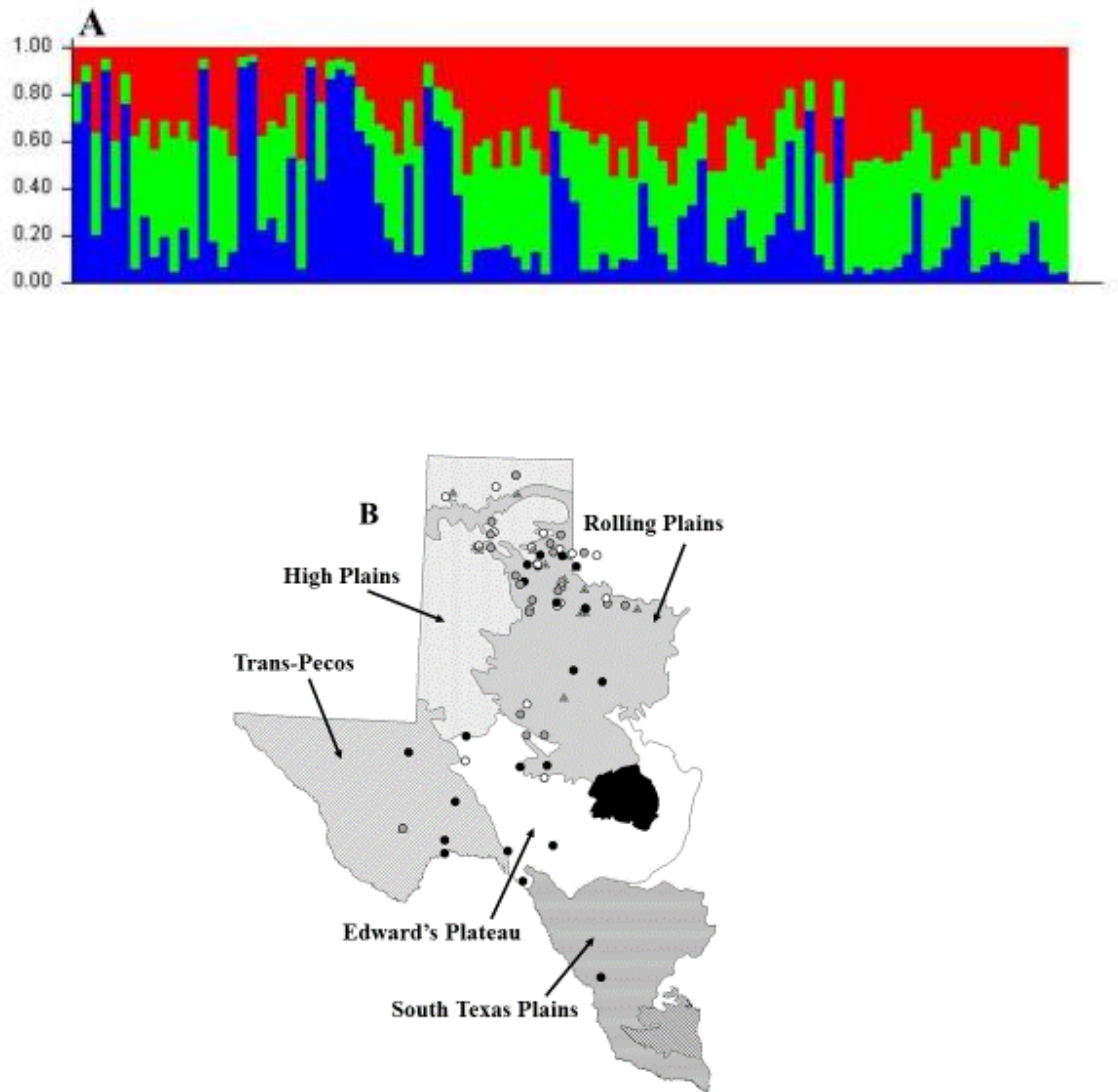 A
1.00
0.80
0.60
0.40
0.20
0.00
B
Rolling Plains
High Plains
Trans-Pecos
Edward's Plateau
South Texas Plains